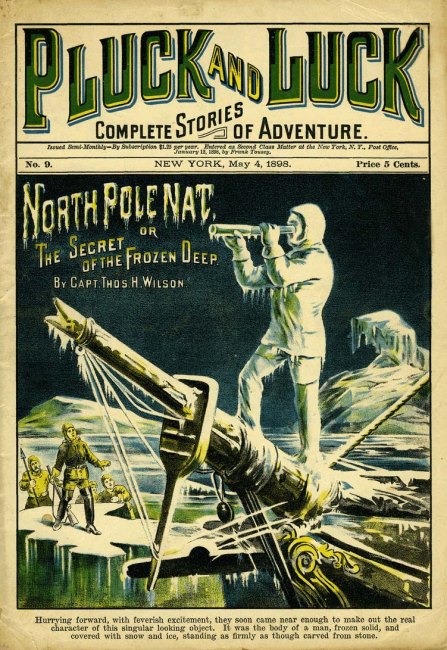 PLUCK AND LUCK
COMPLETE STORIES OF ADVENTURE.
Issued Semi-Monthly—By Subscription $1.25 per year. Entered as Second Class Matter at the New York, N. Y., Post Office,
January 12, 1898, by Frank Tousey.
No. 9. NEW YORK, May 4, 1898. Price 5 Cents.
NORTH POLE NAT.
OR
THE SECRET
OF THE FROZEN DEEP
BY CAPT. THOS H. WILSON.
Hurrying forward, with feverish excitement, they soon came near enough to make out the real
character of this singular looking object. It was the body of a man, frozen solid, and
covered with snow and ice, standing as firmly as though carved from stone.